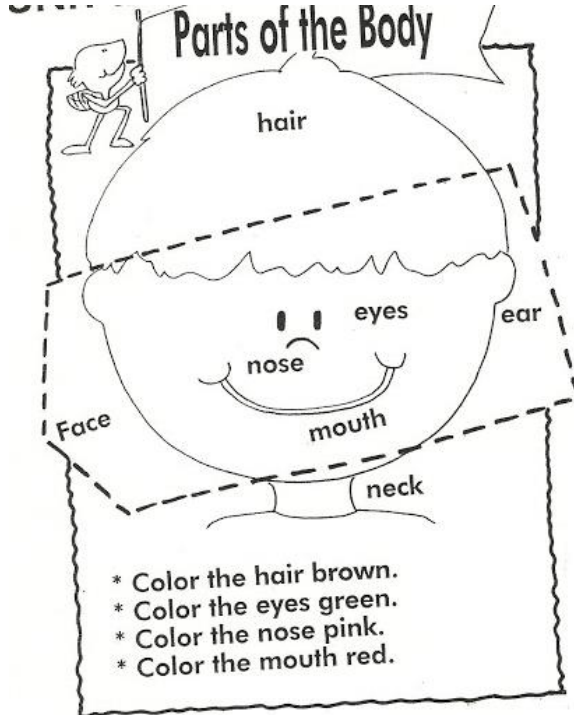 Parts of the Body
hair
eyes
ear
nose
Face
mouth
neck
* Color the hair brown.
* Color the eyes green.
* Color the nose pink.
* Color the mouth red.